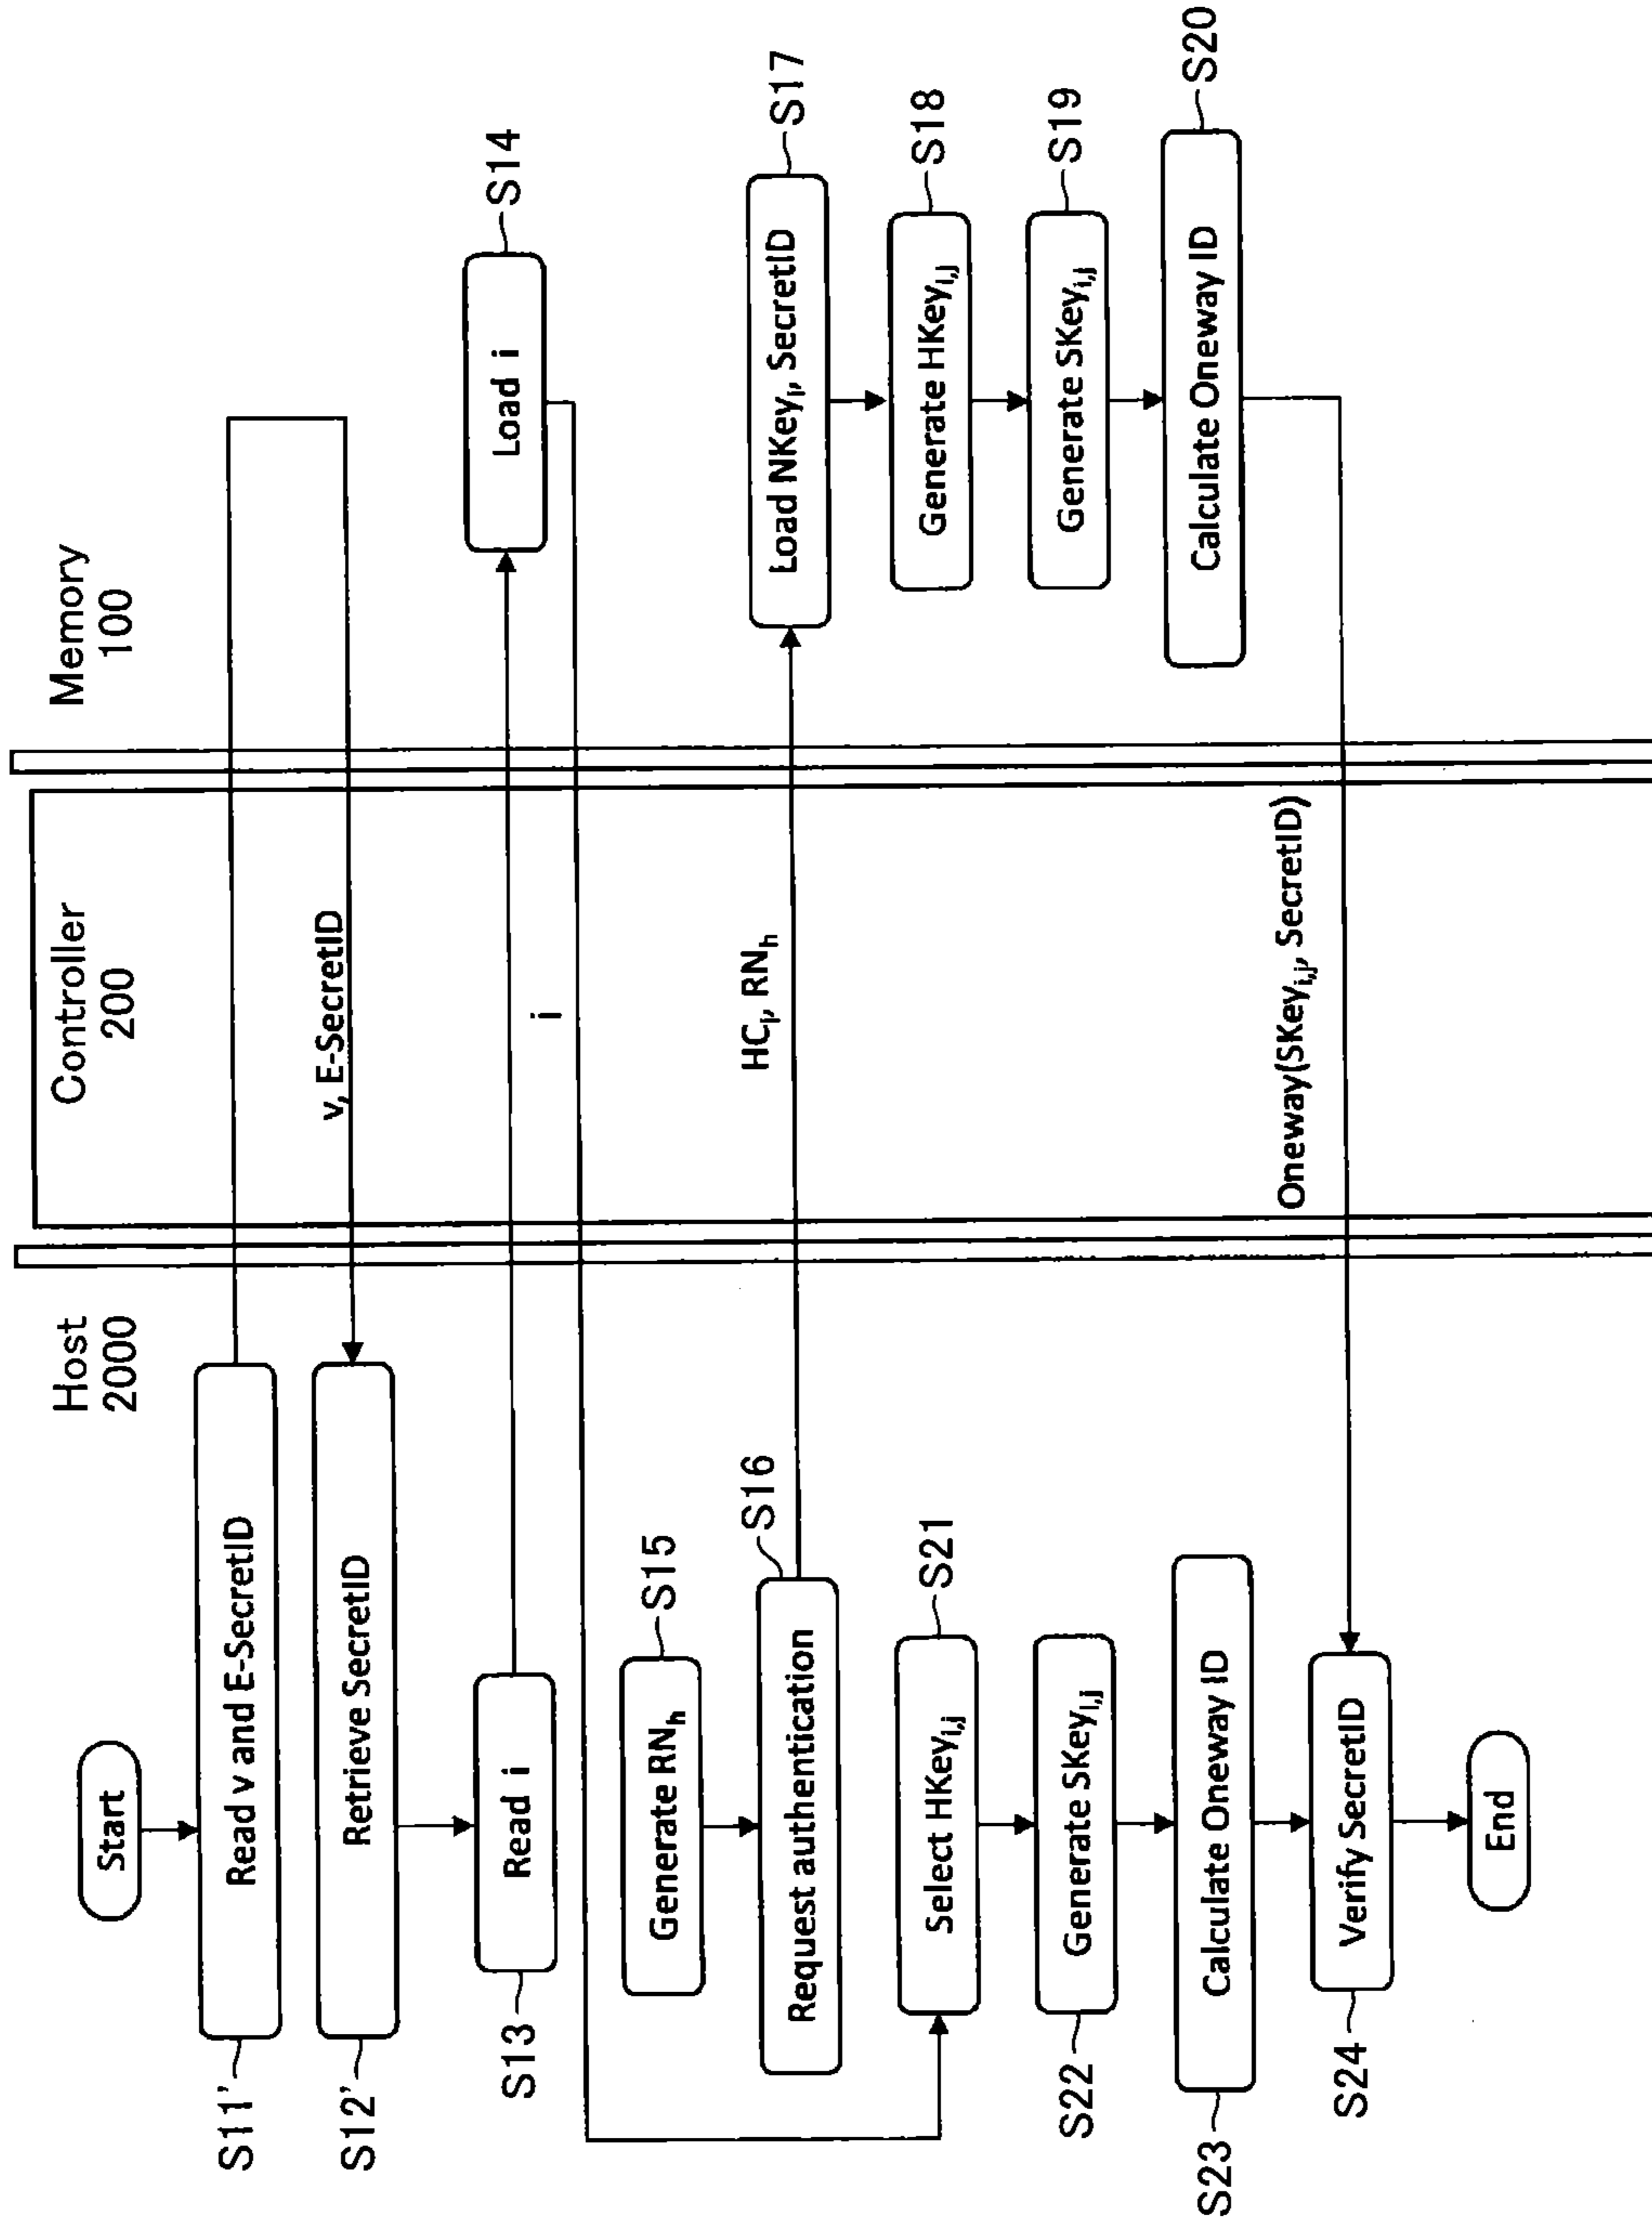 Host
2000
Controller
200
Memory
100
Start
S11'
Read v and E-SecretID
v, E-SecretID
S12'
Retrieve SecretID
S13
Read i
Load i
S14
i
Generate RNh
S15
Request authentication
S16
HCj, RNh
Load NKeyi, SecretID
S17
Generate HKeyi,j
S18
Generate SKeyi,j
S19
Calculate Oneway ID
S20
Select HKeyi,j
S21
S22
Generate SKeyi,j
S23
Calculate Oneway ID
Oneway(SKeyi,j, SecretID)
S24
Verify SecretID
End